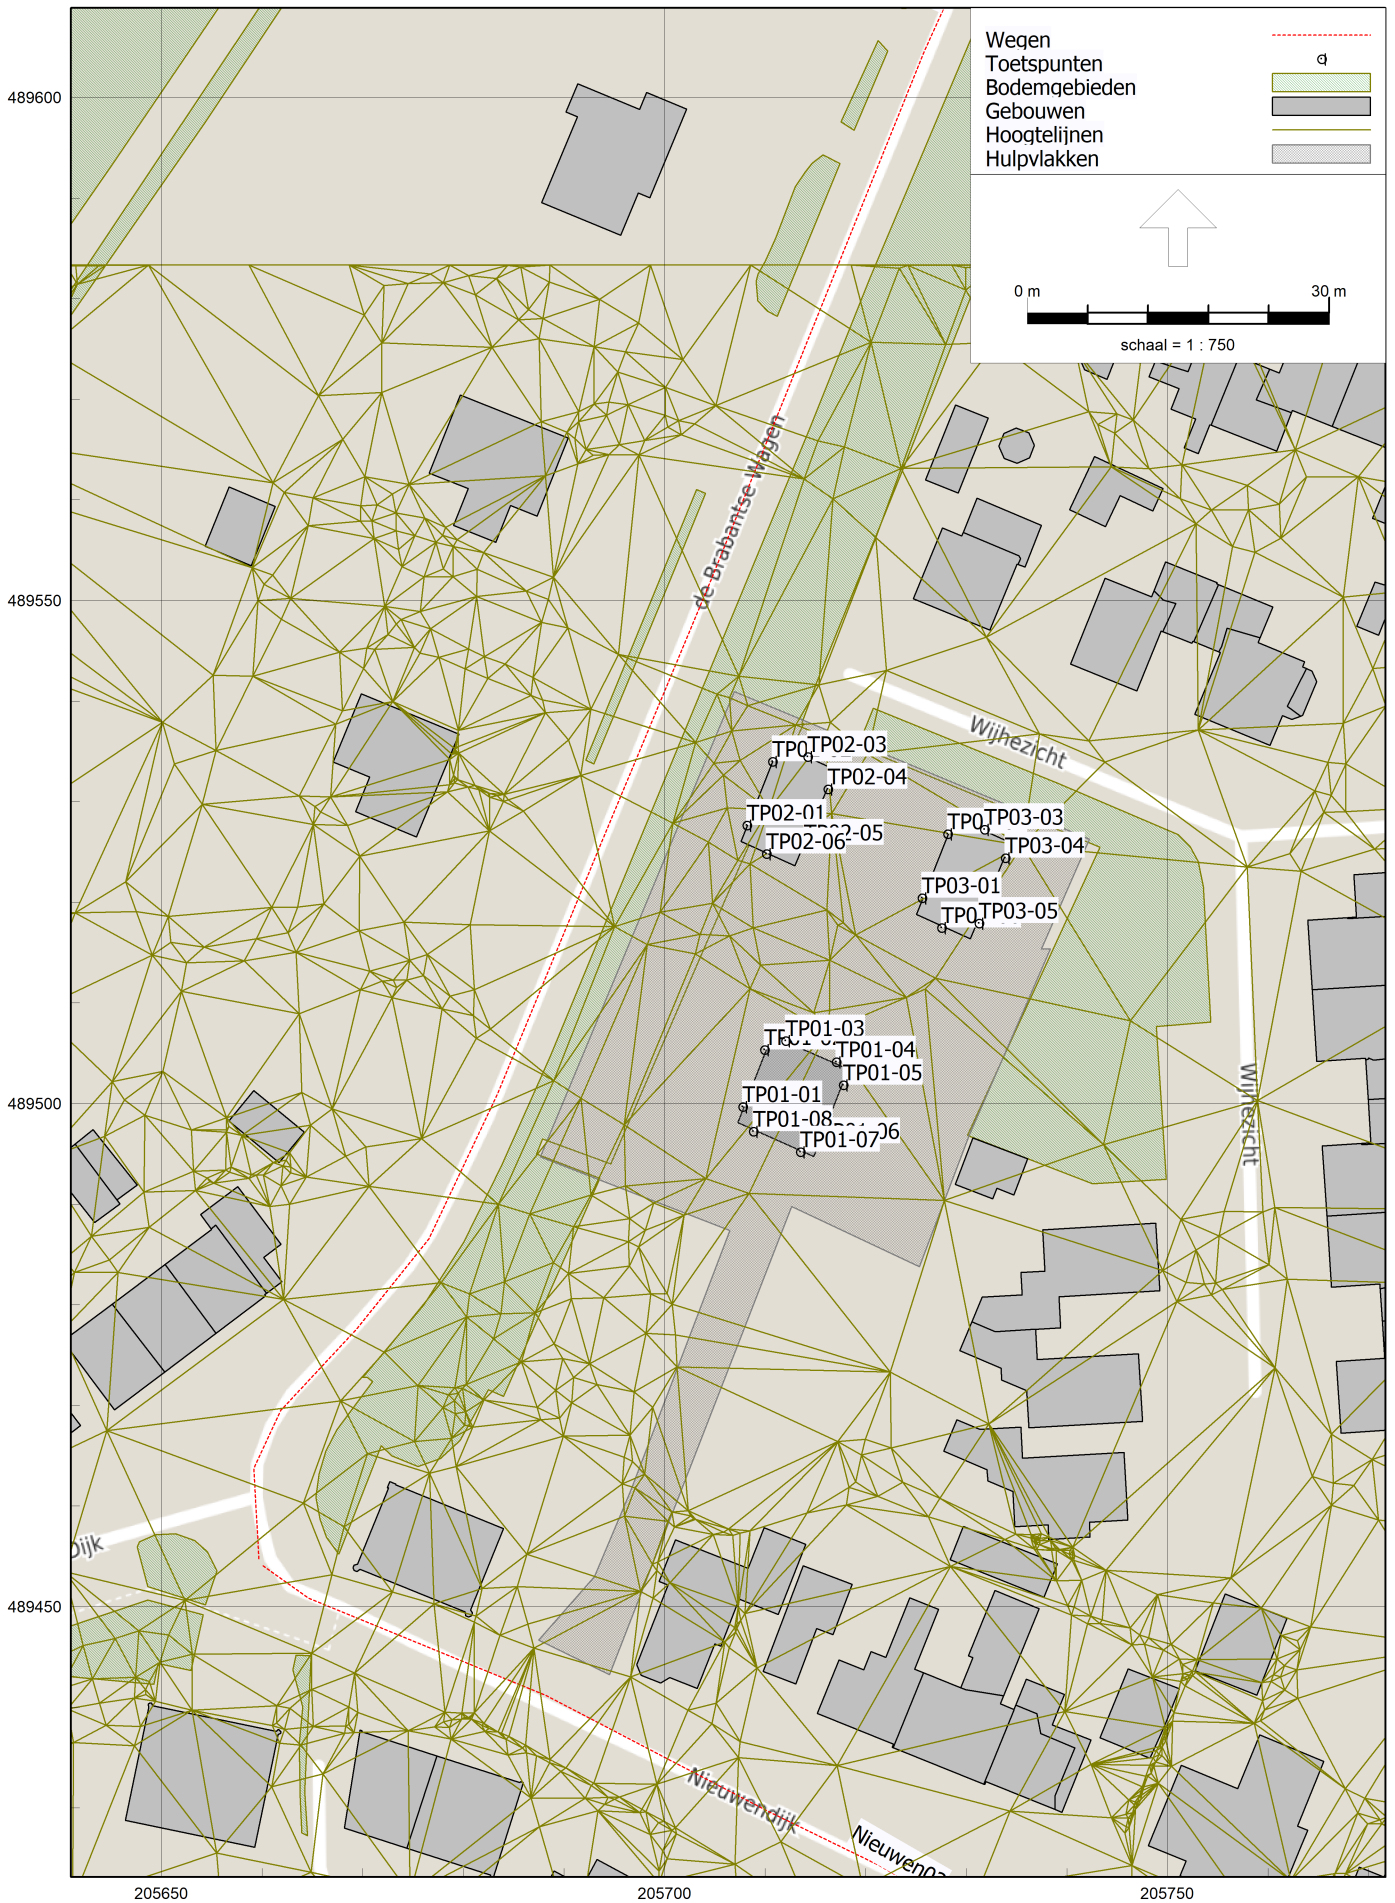 Wegen
Toetspunten
Bodemgebieden
Gebouwen
Hoogtelijnen
Hulpvlakken
0 m
30 m
schaal = 1 : 750
489600
489550
489500
489450
205650
205700
205750
de Brabantse Wagen
Wijhezicht
Wijhezicht
TP02-03
TP02-04
TP02-01
TP02-06
TP03-03
TP03-04
TP03-01
TP03-05
TP01-03
TP01-04
TP01-05
TP01-01
TP01-08
TP01-07
Dijk
Nieuwendijk